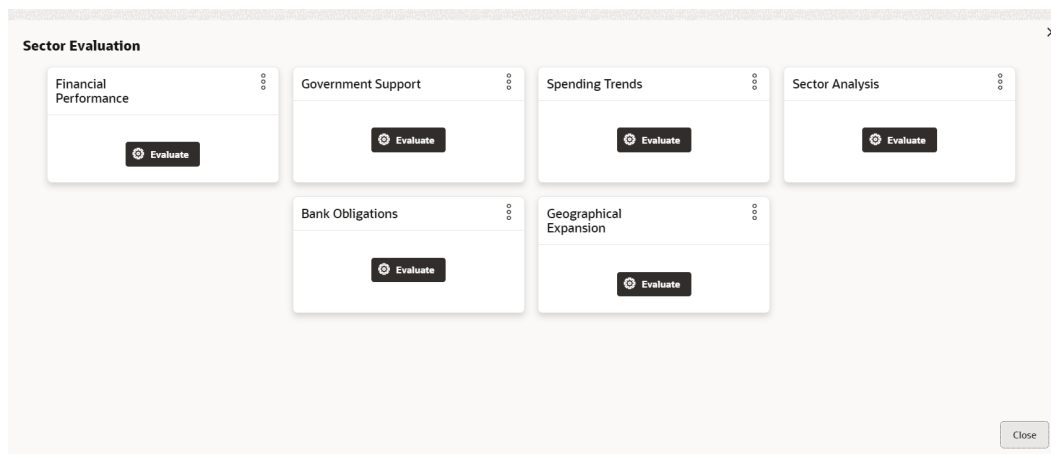 Sector Evaluation
Financial
Performance
Evaluate
Government Support
Evaluate
Spending Trends
Evaluate
Sector Analysis
Evaluate
Bank Obligations
Evaluate
Geographical
Expansion
Evaluate
Close